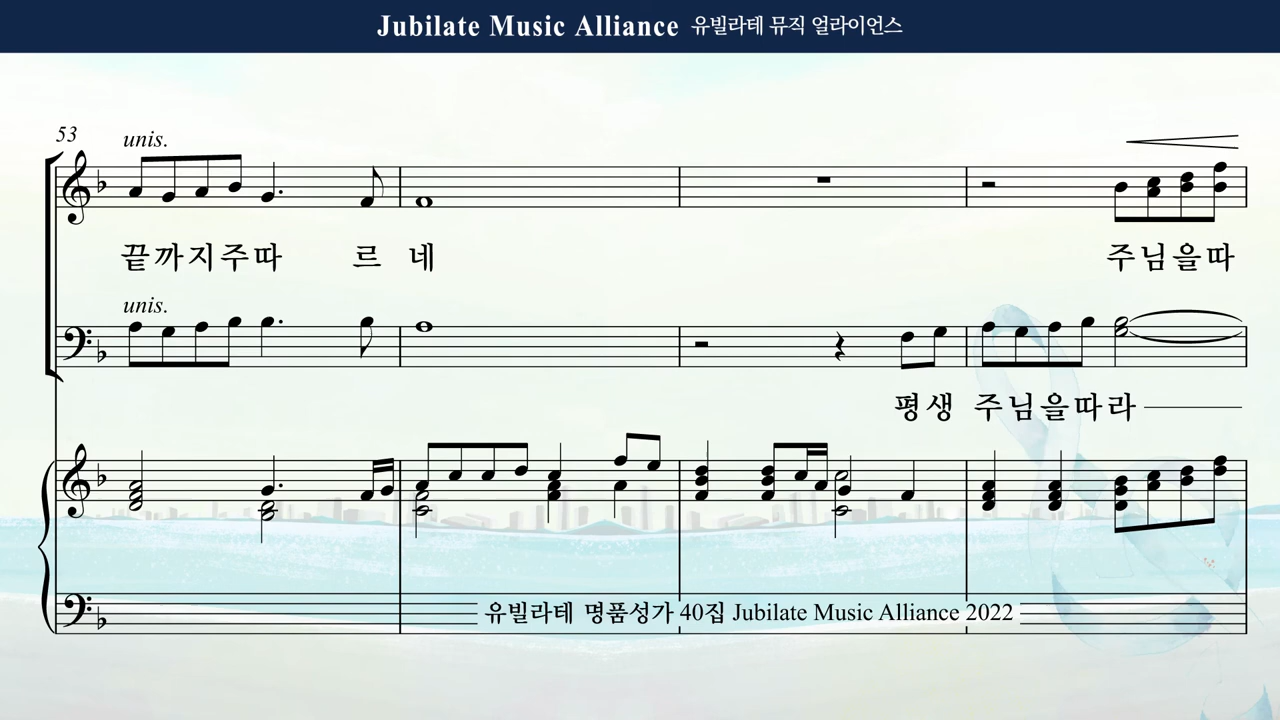 Jubilate Music Alliance 유빌라테 뮤직 얼라이언스
53
unis.
끝까지주따 르 네 주님을따
unis.
평생 주님을따라
유빌라테 명품성가 40집 Jubilate Music Alliance 2022